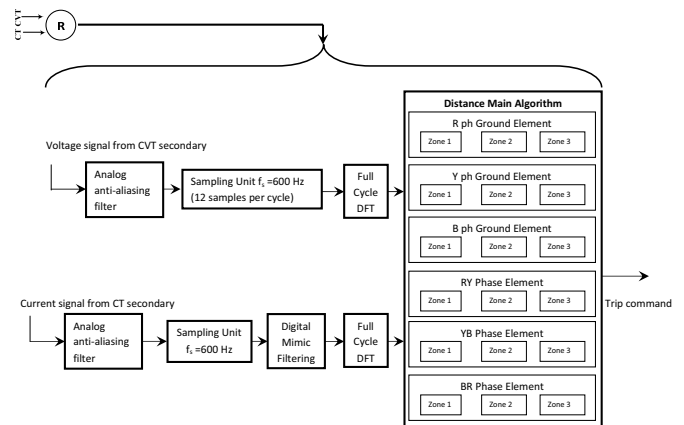 CVT
CT
R
Distance Main Algorithm
R ph Ground Element
Zone 1 Zone 2 Zone 3
Voltage signal from CVT secondary
Analog
anti-aliasing
filter
Sampling Unit fs =600 Hz
(12 samples per cycle)
Full
Cycle
DFT
Y ph Ground Element
Zone 1 Zone 2 Zone 3
B ph Ground Element
Zone 1 Zone 2 Zone 3
RY Phase Element
Zone 1 Zone 2 Zone 3
Trip command
Current signal from CT secondary
Analog
anti-aliasing
filter
Sampling Unit
fs =600 Hz
Digital
Mimic
Filtering
Full
Cycle
DFT
YB Phase Element
Zone 1 Zone 2 Zone 3
BR Phase Element
Zone 1 Zone 2 Zone 3